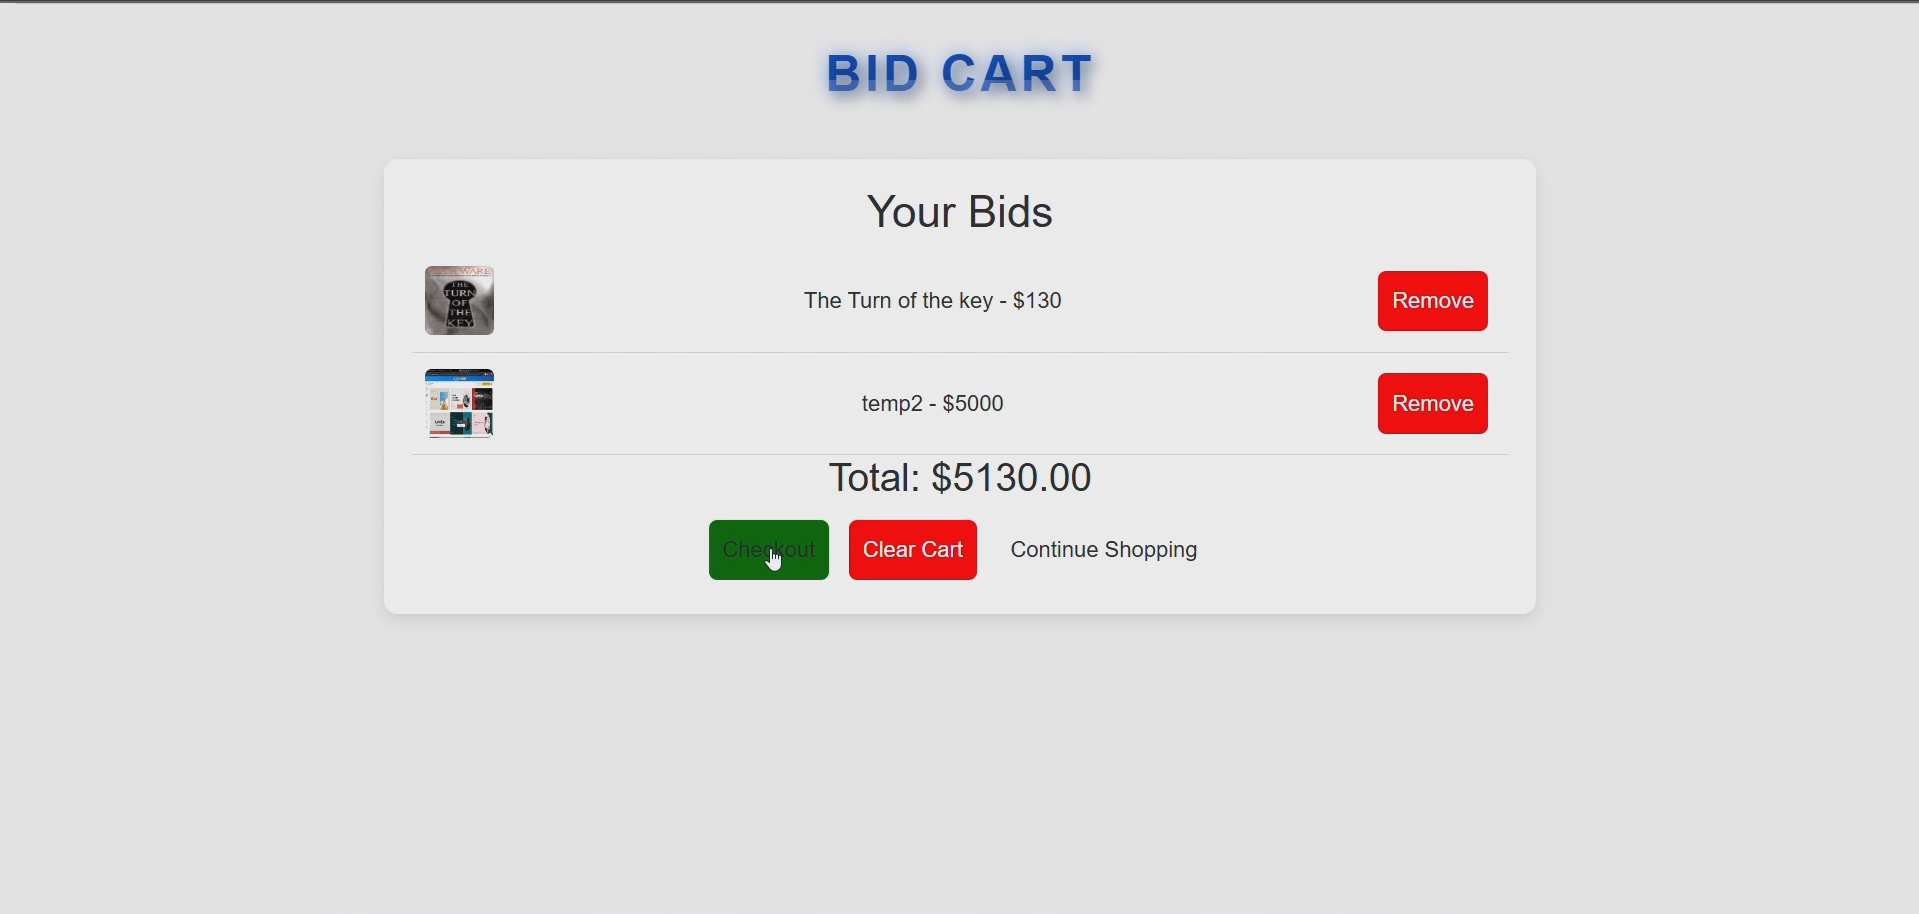 BID CART
Your Bids
WARE
THE
TURN
OF
THE
KEY
The Turn of the key - $130
Remove
temp2 - $5000
Remove
Total: $5130.00
Checkout
Clear Cart
Continue Shopping